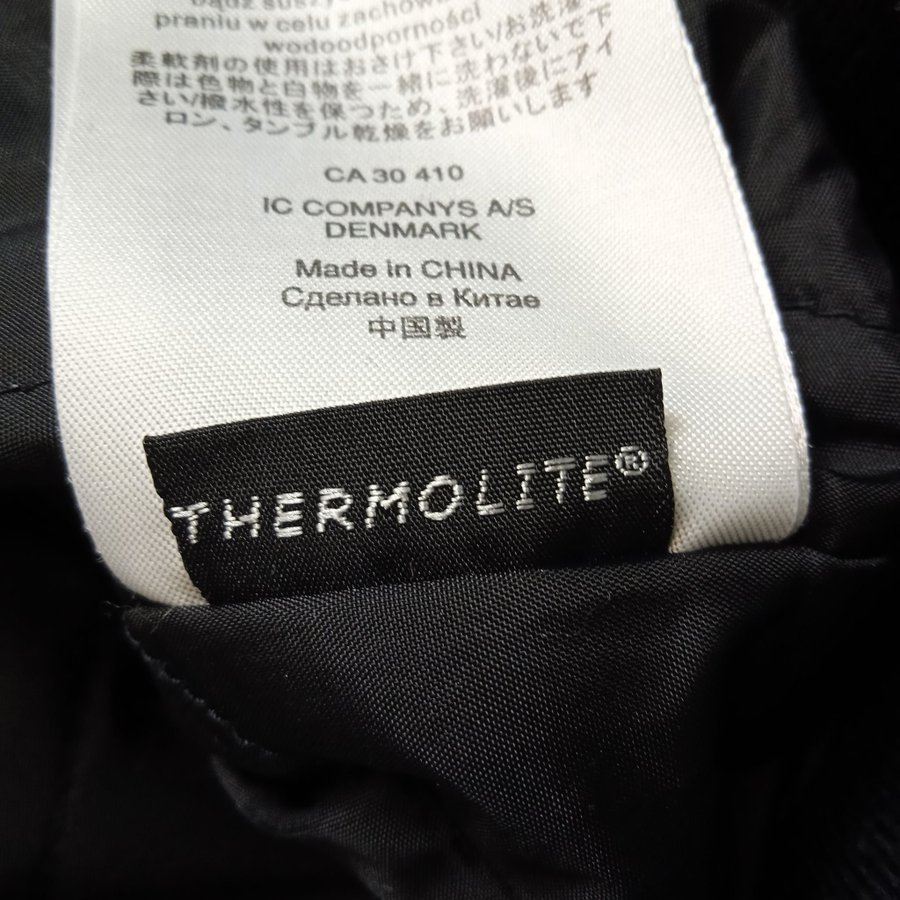 bądź suszyć
praniu w celu zachowa
wodoodporności
柔軟剤の使用はおさけ下さい/お洗濯
際は色物と白物を一緒に洗わないで下
さい/撥水性を保つため、洗濯後にアイ
ロン、タンブル乾燥をお願いします
CA 30 410
IC COMPANYS A/S
DENMARK
Made in CHINA
Сделано в Китае
中国製
THERMOLITE®